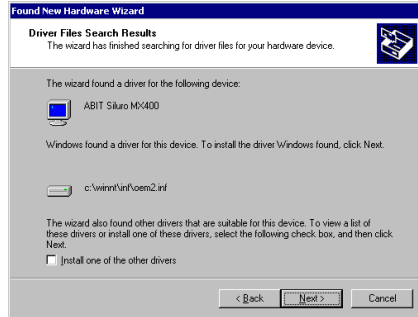 Found New Hardware Wizard
Driver Files Search Results
The wizard has finished searching for driver files for your hardware device.
The wizard found a driver for the following device:
ABIT Siluro MX400
Windows found a driver for this device. To install the driver Windows found, click Next.
c:\winnt\inf\oem2.inf
The wizard also found other drivers that are suitable for this device. To view a list of
these drivers or install one of these drivers, select the following check box, and then click
Next.
Install one of the other drivers
< Back Next > Cancel